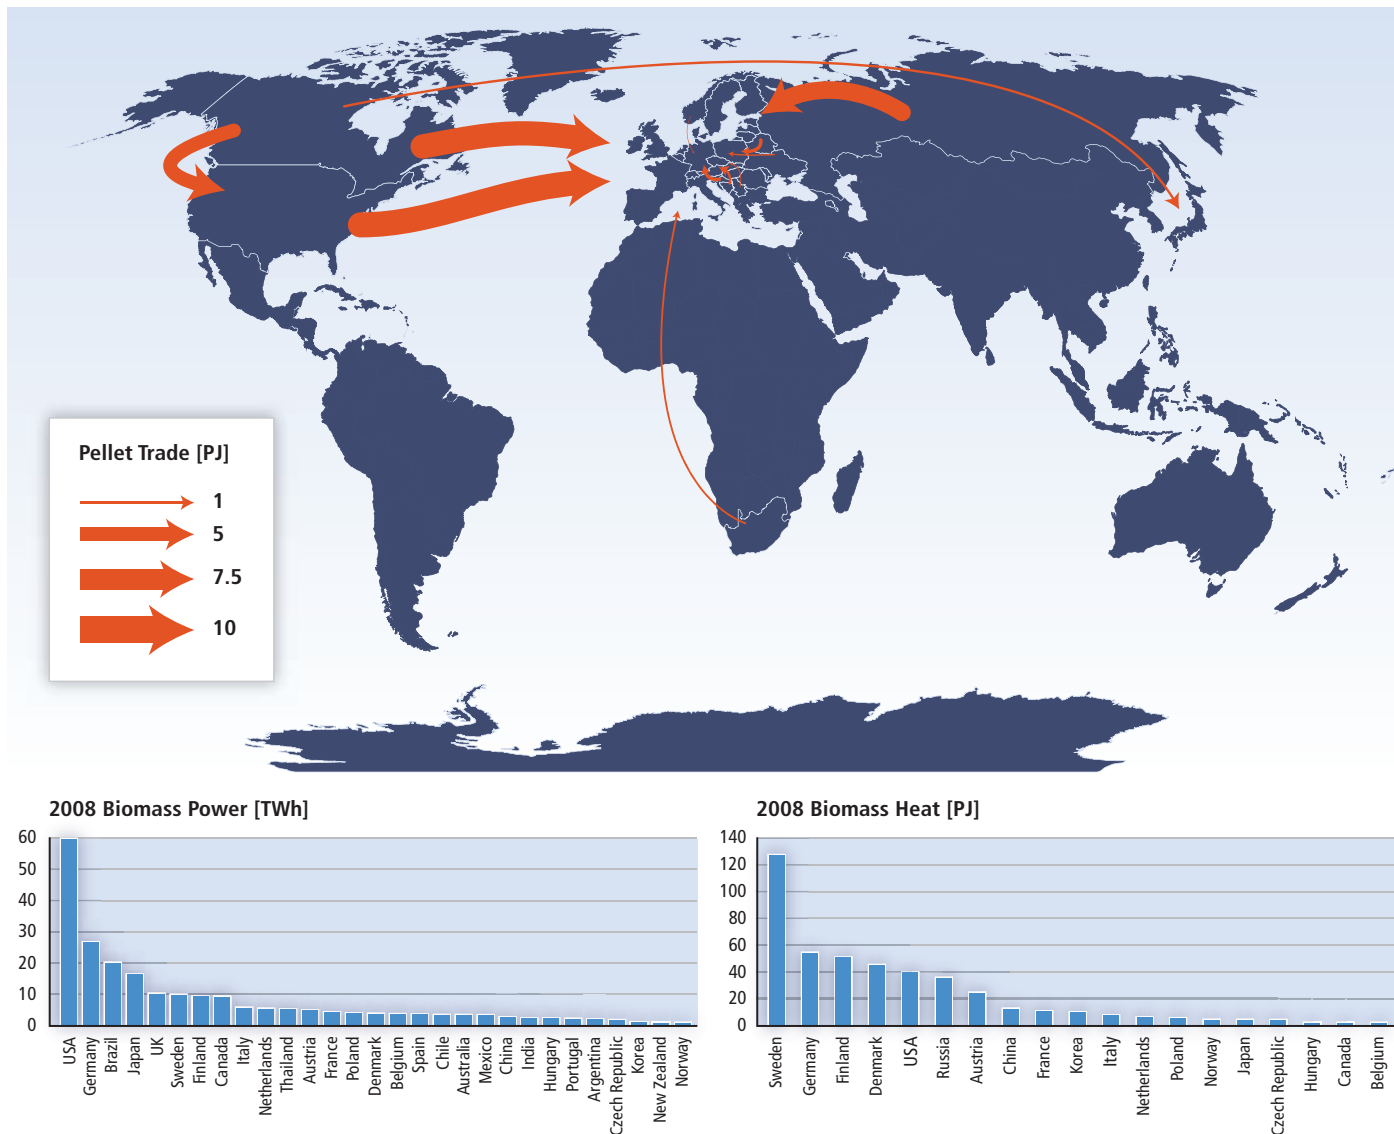 Pellet Trade [PJ]
1
5
7.5
10
2008 Biomass Power [TWh]
60
50
40
30
20
10
0
USA
Germany
Brazil
Japan
UK
Sweden
Finland
Canada
Italy
Netherlands
Thailand
Austria
France
Poland
Denmark
Belgium
Spain
Chile
Australia
Mexico
China
India
Hungary
Portugal
Argentina
Czech Republic
Korea
New Zealand
Norway
2008 Biomass Heat [PJ]
140
120
100
80
60
40
20
0
Sweden
Germany
Finland
Denmark
USA
Russia
Austria
China
France
Korea
Italy
Netherlands
Poland
Norway
Japan
Czech Republic
Hungary
Canada
Belgium